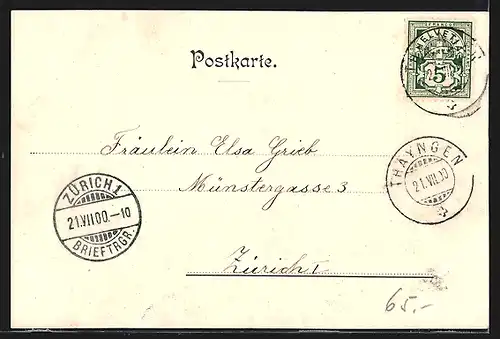 HELVETIA
FRANCO
5
Postkarte.
Fräulein Elsa Grieb
THAYNGEN
21.VII.00
Münstergasse 3
ZÜRICH 1
21.VII.00.–10
BRIEFTRGR.
Zürich I
65.-